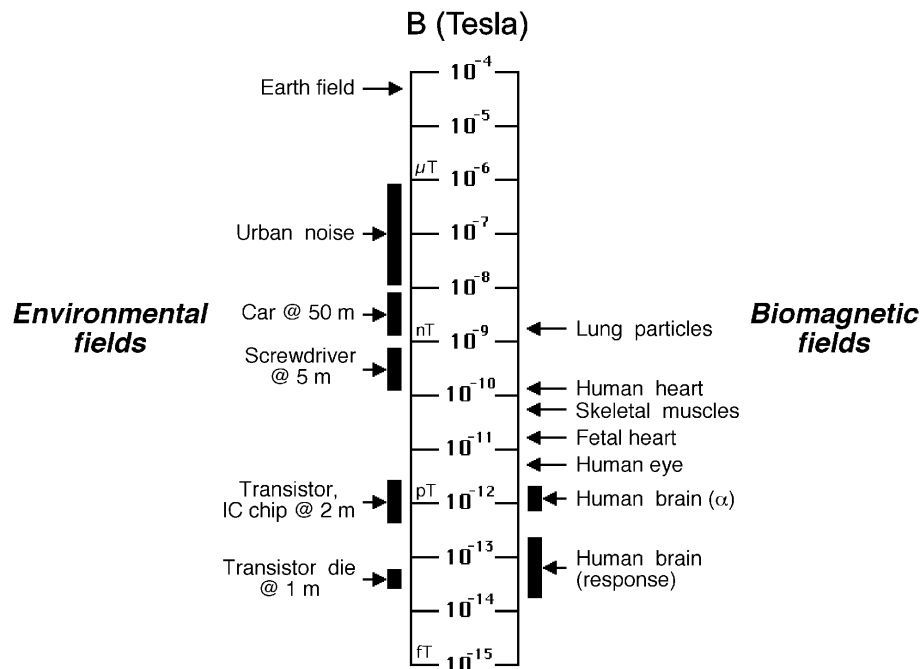 B (Tesla)
Earth field
10⁻⁴
10⁻⁵
μT
10⁻⁶
Urban noise
10⁻⁷
10⁻⁸
Environmental
fields
Car @ 50 m
nT
10⁻⁹
Lung particles
Biomagnetic
fields
Screwdriver
@ 5 m
10⁻¹⁰
Human heart
Skeletal muscles
Fetal heart
10⁻¹¹
Human eye
Transistor,
IC chip @ 2 m
pT
10⁻¹²
Human brain (α)
10⁻¹³
Transistor die
@ 1 m
Human brain
(response)
10⁻¹⁴
fT
10⁻¹⁵